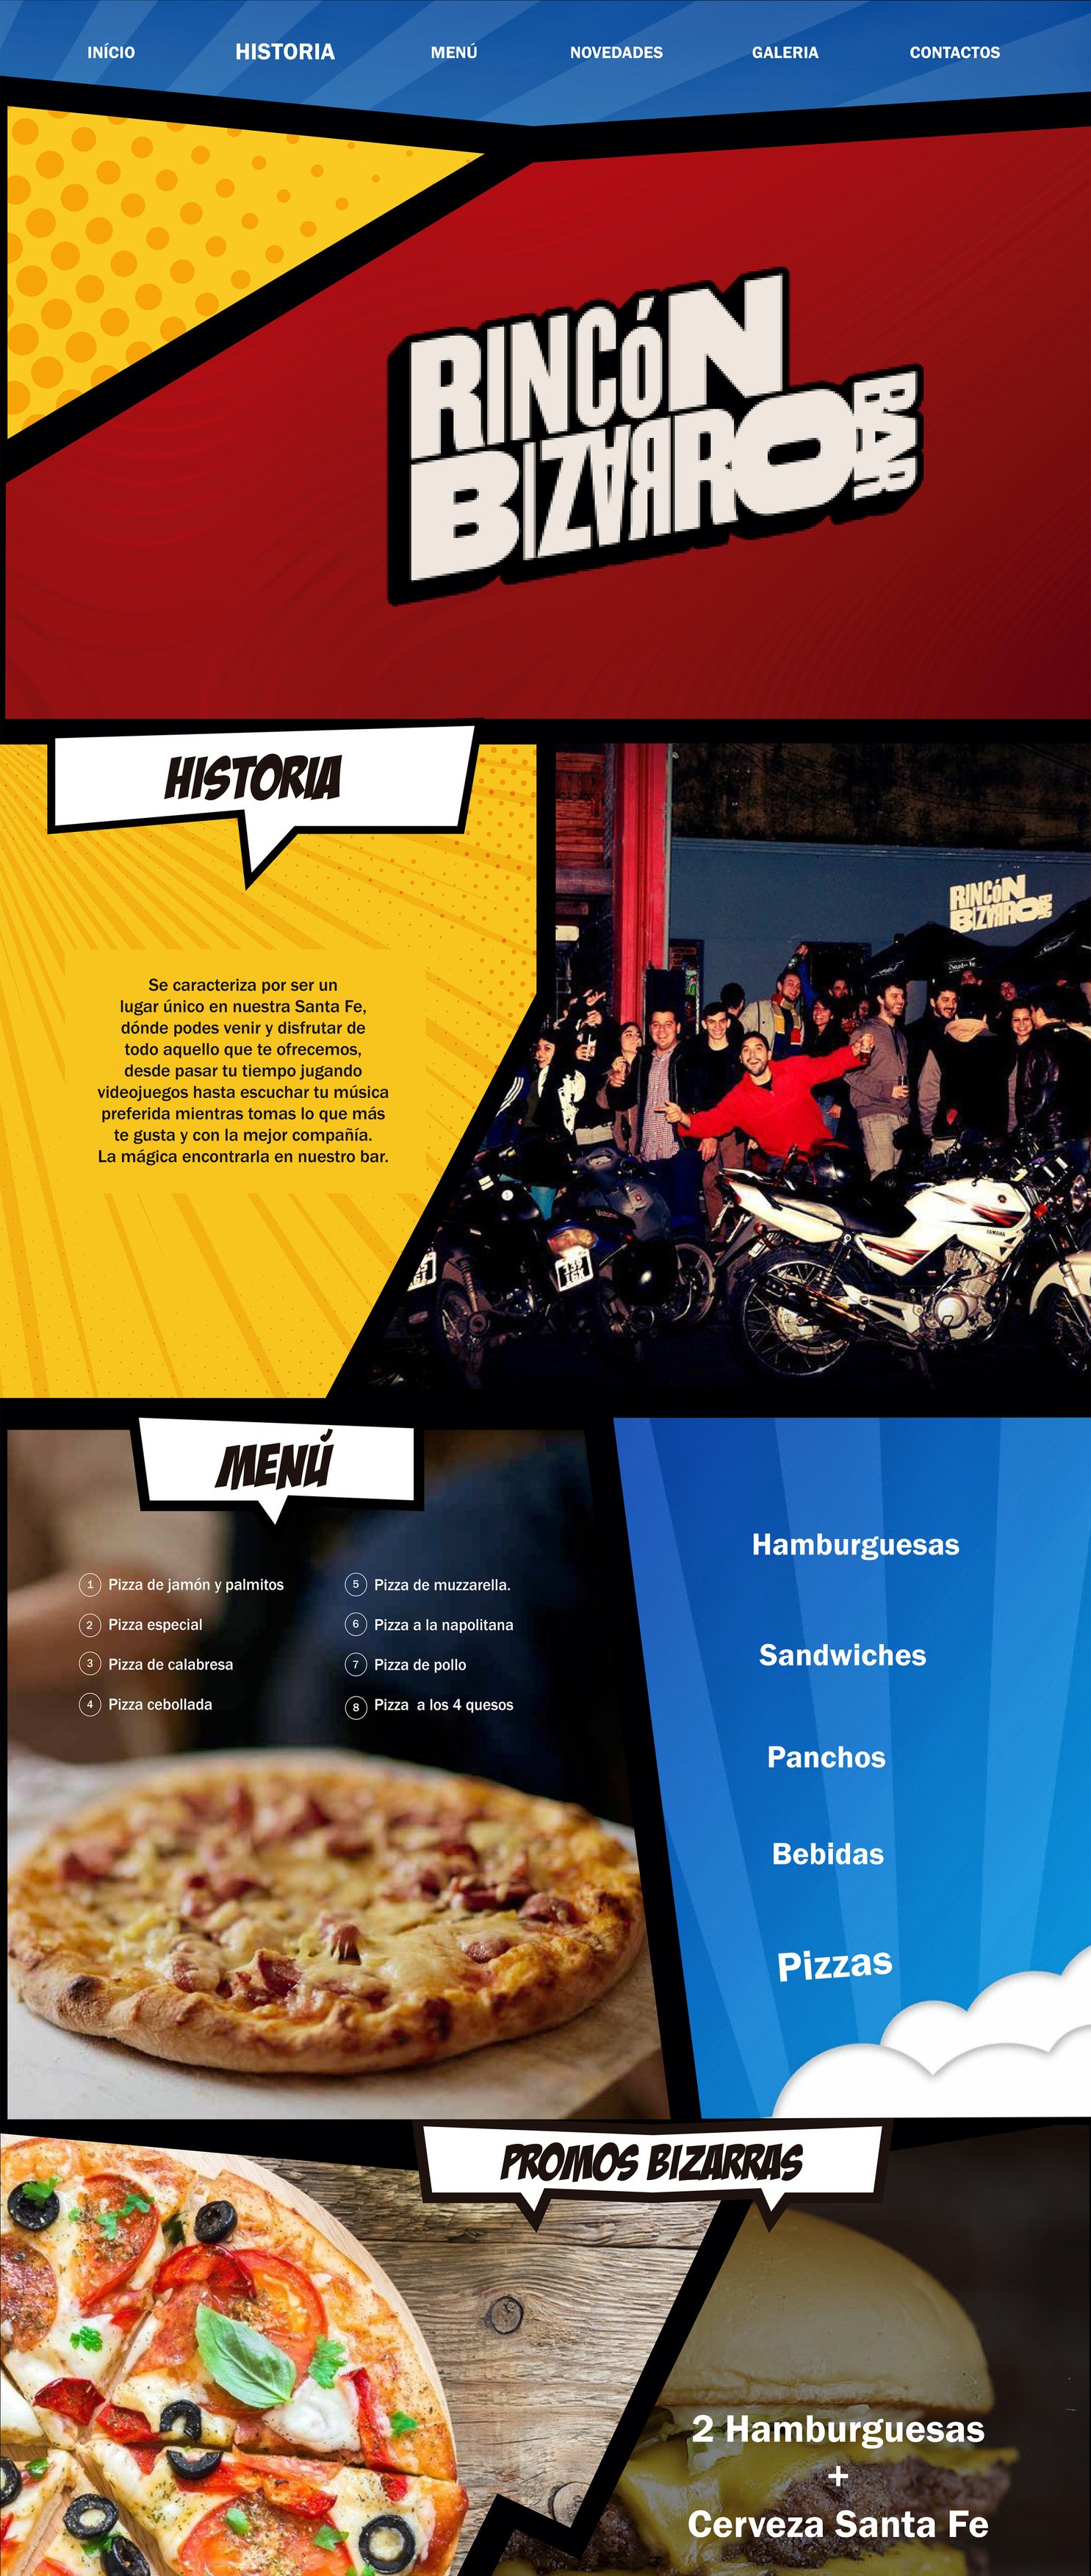 INÍCIO
HISTORIA
MENÚ
NOVEDADES
GALERIA
CONTACTOS
RINCÓN
BIZARRO
BAR
HISTORIA
Se caracteriza por ser un
lugar único en nuestra Santa Fe,
dónde podes venir y disfrutar de
todo aquello que te ofrecemos,
desde pasar tu tiempo jugando
videojuegos hasta escuchar tu música
preferida mientras tomas lo que más
te gusta y con la mejor compañía.
La mágica encontrarla en nuestro bar.
RINCÓN
BIZARRO
BAR
YAMAHA
MENÚ
1 Pizza de jamón y palmitos
2 Pizza especial
3 Pizza de calabresa
4 Pizza cebollada
5 Pizza de muzzarella.
6 Pizza a la napolitana
7 Pizza de pollo
8 Pizza a los 4 quesos
Hamburguesas
Sandwiches
Panchos
Bebidas
Pizzas
PROMOS BIZARRAS
2 Hamburguesas
+
Cerveza Santa Fe